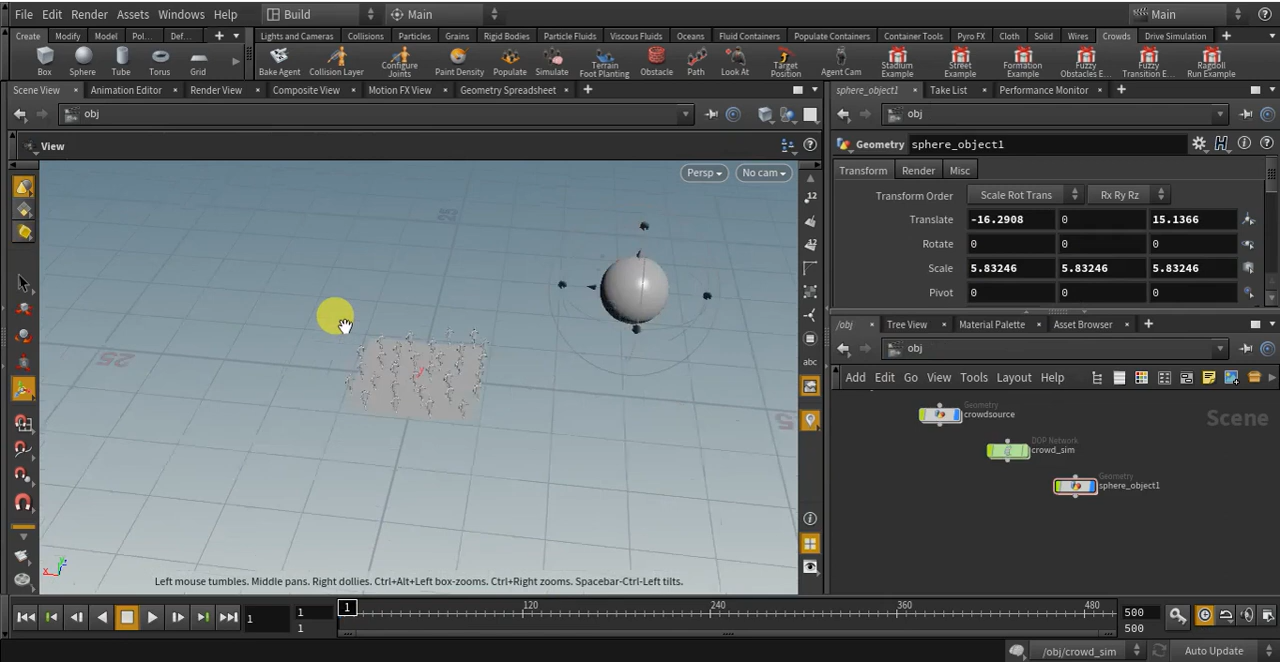 File Edit Render Assets Windows Help Build Main Main
Create Modify Model Pol... Def... Lights and Cameras Collisions Particles Grains Rigid Bodies Particle Fluids Viscous Fluids Oceans Fluid Containers Populate Containers Container Tools Pyro FX Cloth Solid Wires Crowds Drive Simulation
Box Sphere Tube Torus Grid Bake Agent Collision Layer Configure Joints Paint Density Populate Simulate Terrain Foot Planting Obstacle Path Look At Target Position Agent Cam Stadium Example Street Example Formation Example Fuzzy Obstacles E... Fuzzy Transition E... Ragdoll Run Example
Scene View Animation Editor Render View Composite View Motion FX View Geometry Spreadsheet sphere_object1 Take List Performance Monitor
obj obj
View Geometry sphere_object1
Persp No cam Transform Render Misc
Transform Order Scale Rot Trans Rx Ry Rz
Translate -16.2908 0 15.1366
Rotate 0 0 0
Scale 5.83246 5.83246 5.83246
Pivot 0 0 0
/obj Tree View Material Palette Asset Browser
obj
Add Edit Go View Tools Layout Help
Geometry
crowdsource
Scene
DOP Network
crowd_sim
Geometry
sphere_object1
12
12
abc
25
25
Left mouse tumbles. Middle pans. Right dollies. Ctrl+Alt+Left box-zooms. Ctrl+Right zooms. Spacebar-Ctrl-Left tilts.
1 1 1 120 240 360 480 500
1 500
/obj/crowd_sim Auto Update